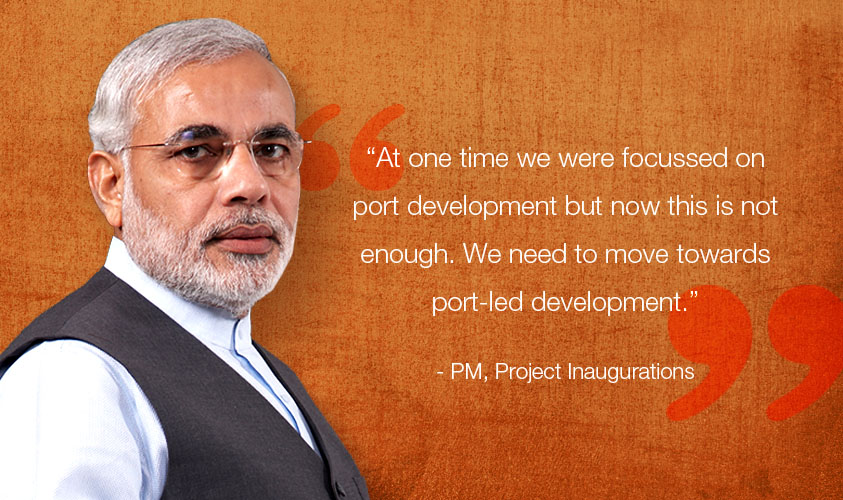 “At one time we were focussed on
port development but now this is not
enough. We need to move towards
port-led development.”
- PM, Project Inaugurations